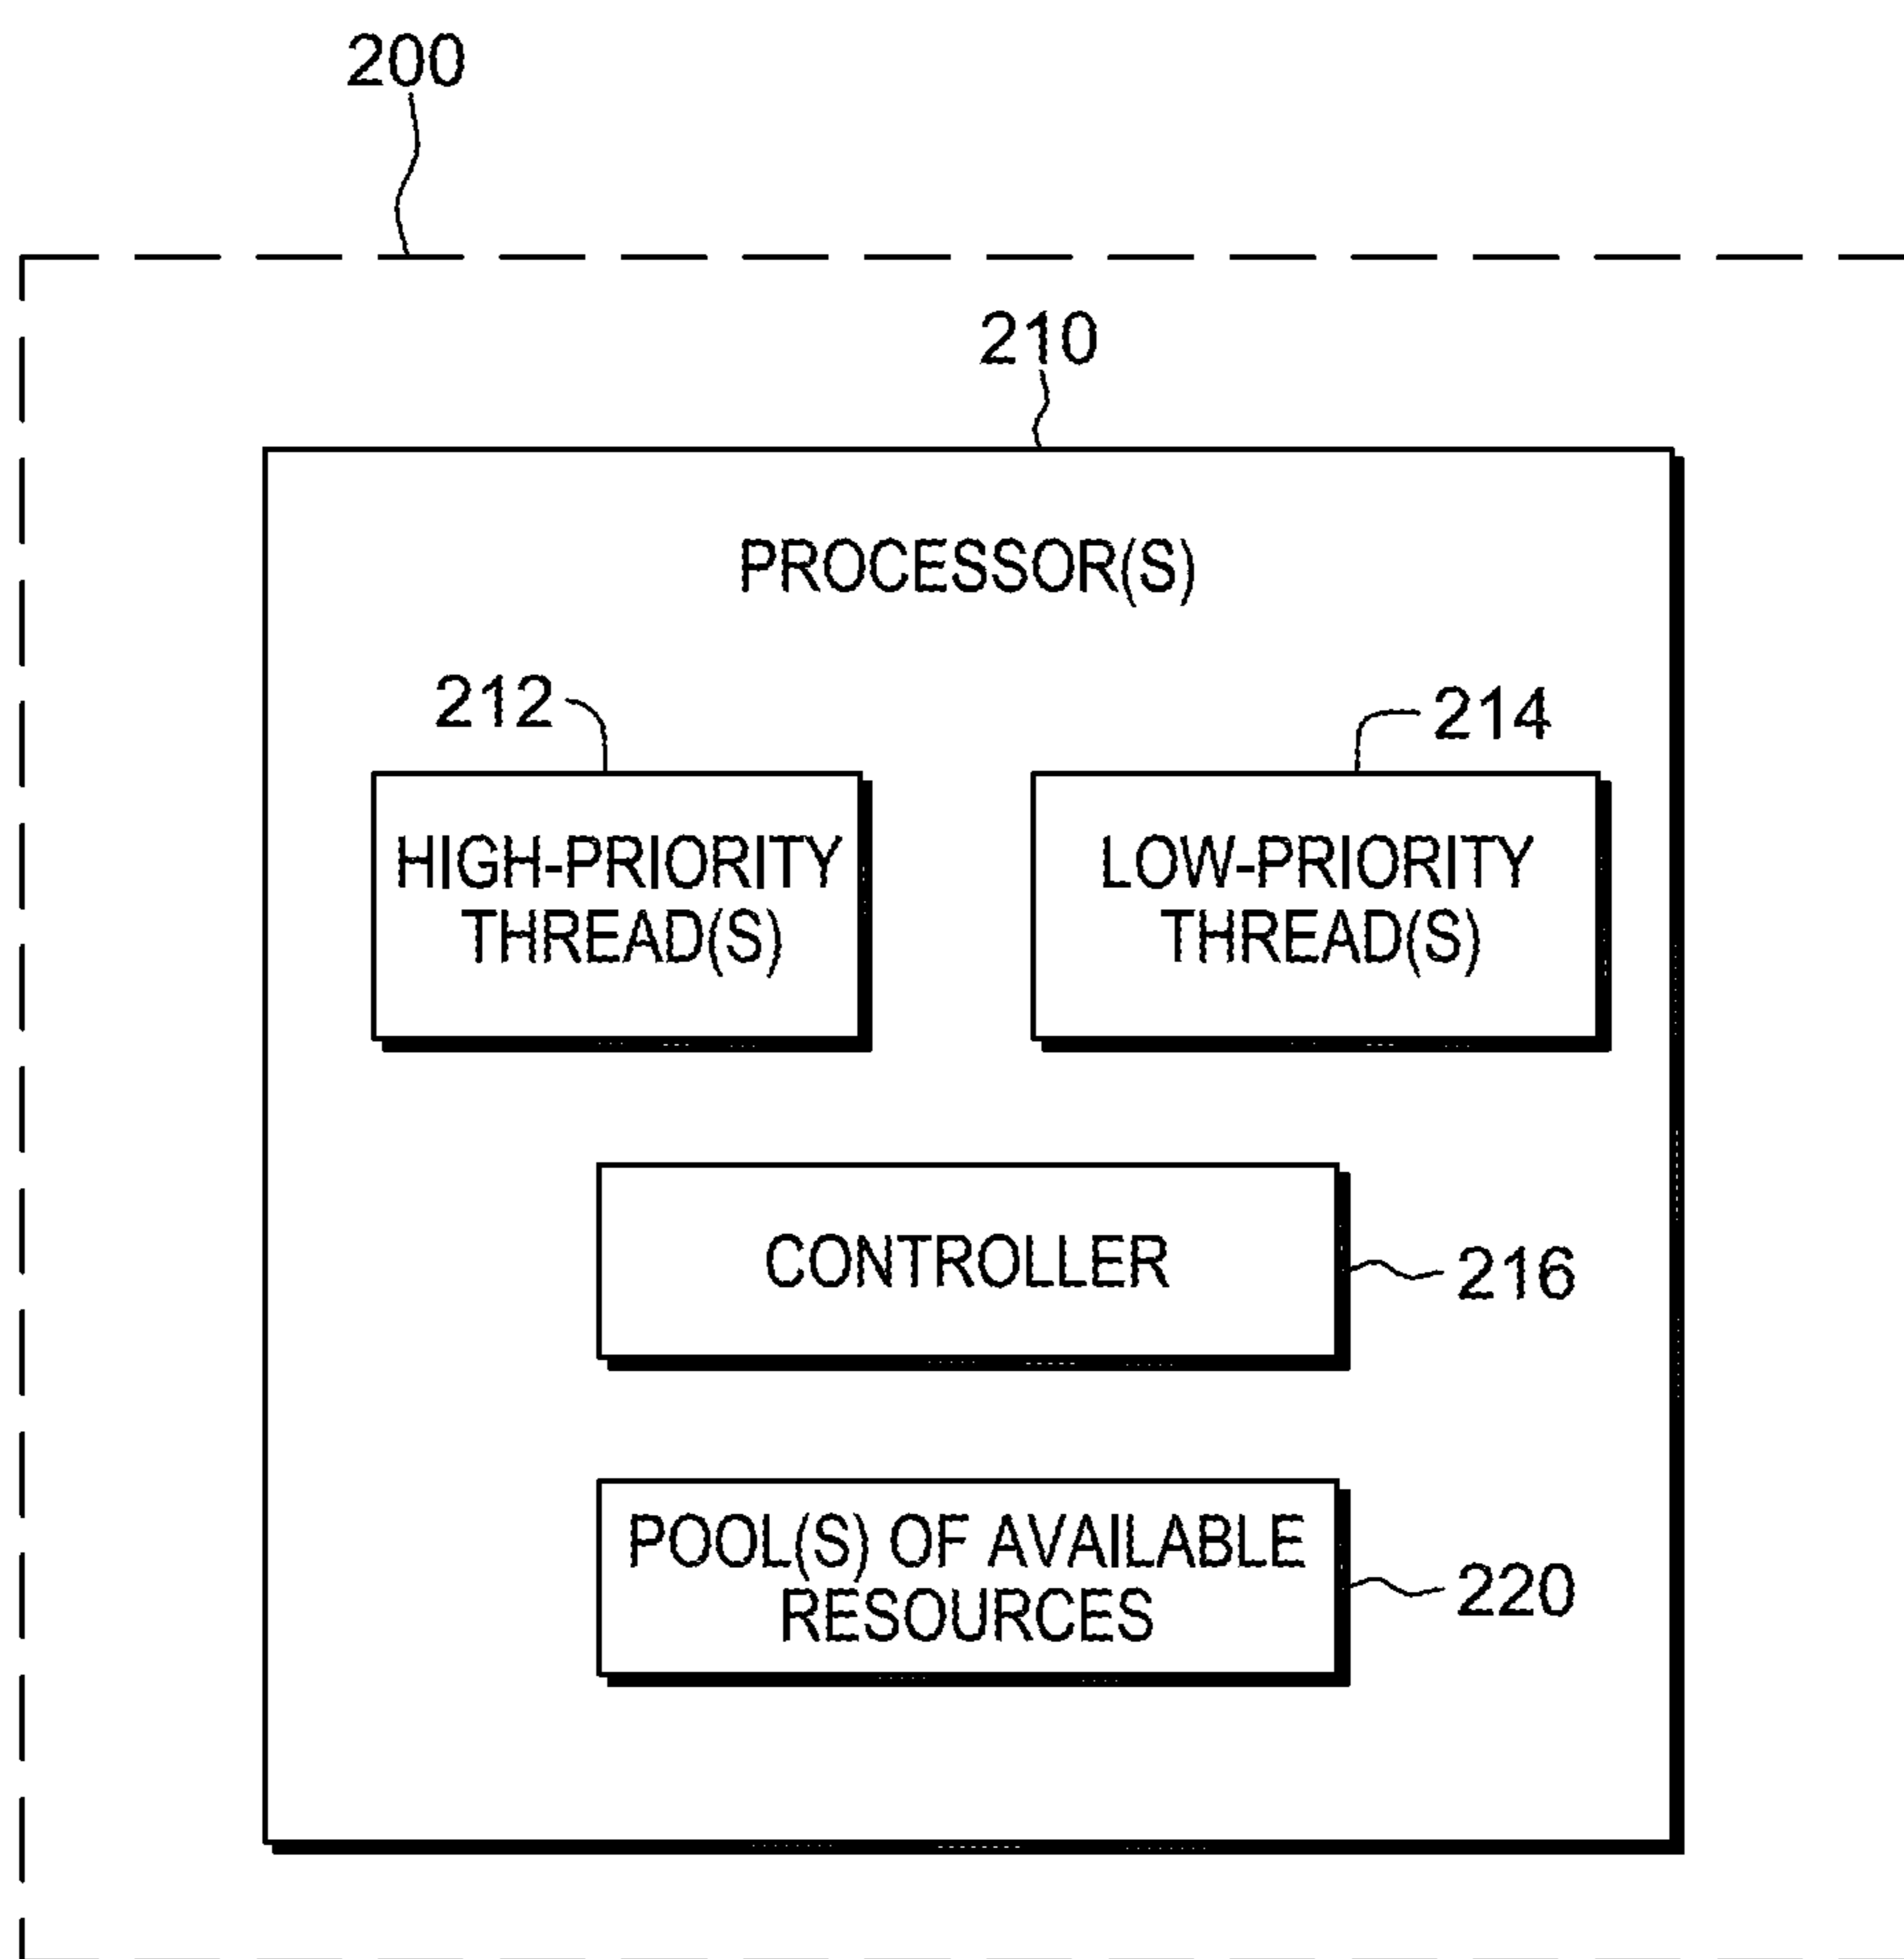 200
210
PROCESSOR(S)
212
214
HIGH-PRIORITY
THREAD(S)
LOW-PRIORITY
THREAD(S)
CONTROLLER
216
POOL(S) OF AVAILABLE
RESOURCES
220